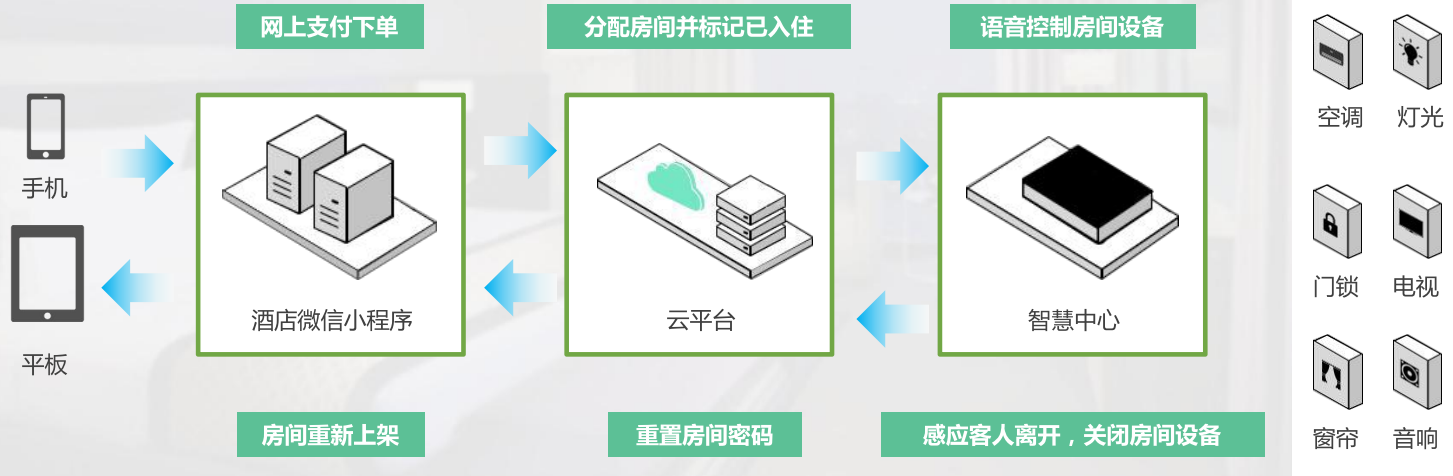 网上支付下单
分配房间并标记已入住
语音控制房间设备
手机
平板
酒店微信小程序
云平台
智慧中心
空调
灯光
门锁
电视
窗帘
音响
房间重新上架
重置房间密码
感应客人离开，关闭房间设备